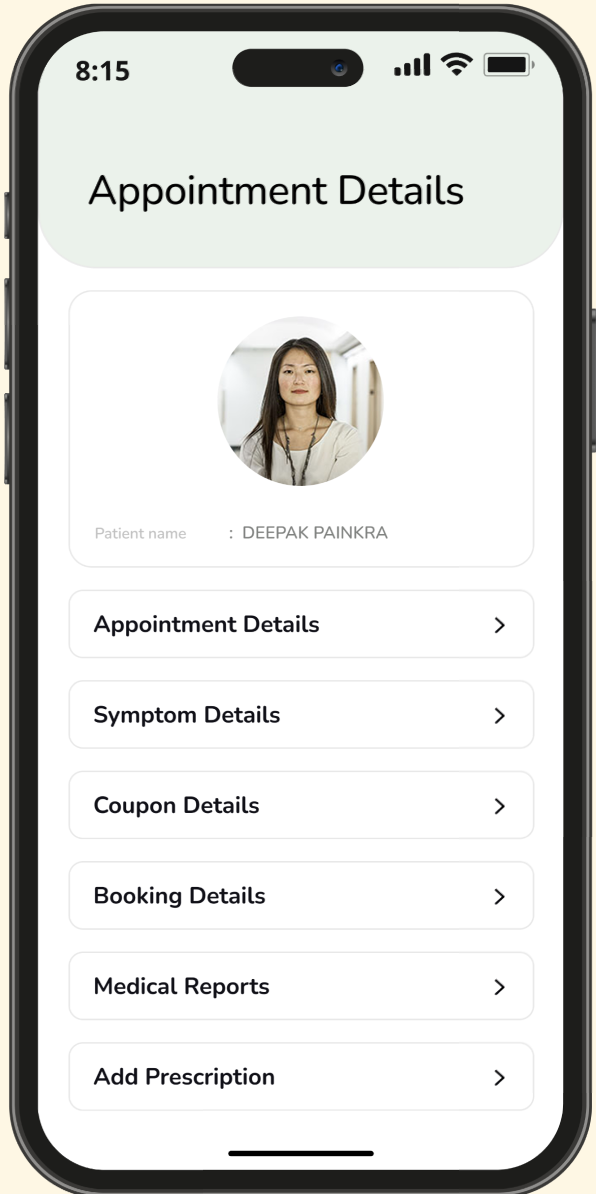 8:15
Appointment Details
Patient name : DEEPAK PAINKRA
Appointment Details
Symptom Details
Coupon Details
Booking Details
Medical Reports
Add Prescription